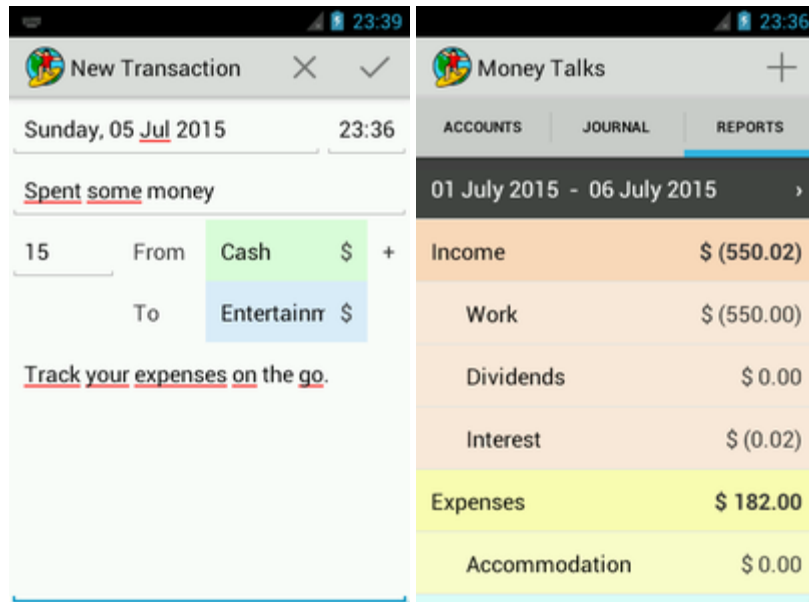 23:39
New Transaction
Sunday, 05 Jul 2015 23:36
Spent some money
15 From Cash $ +
To Entertainm $
Track your expenses on the go.
23:36
Money Talks
ACCOUNTS JOURNAL REPORTS
01 July 2015 - 06 July 2015 ›
Income $ (550.02)
Work $ (550.00)
Dividends $ 0.00
Interest $ (0.02)
Expenses $ 182.00
Accommodation $ 0.00